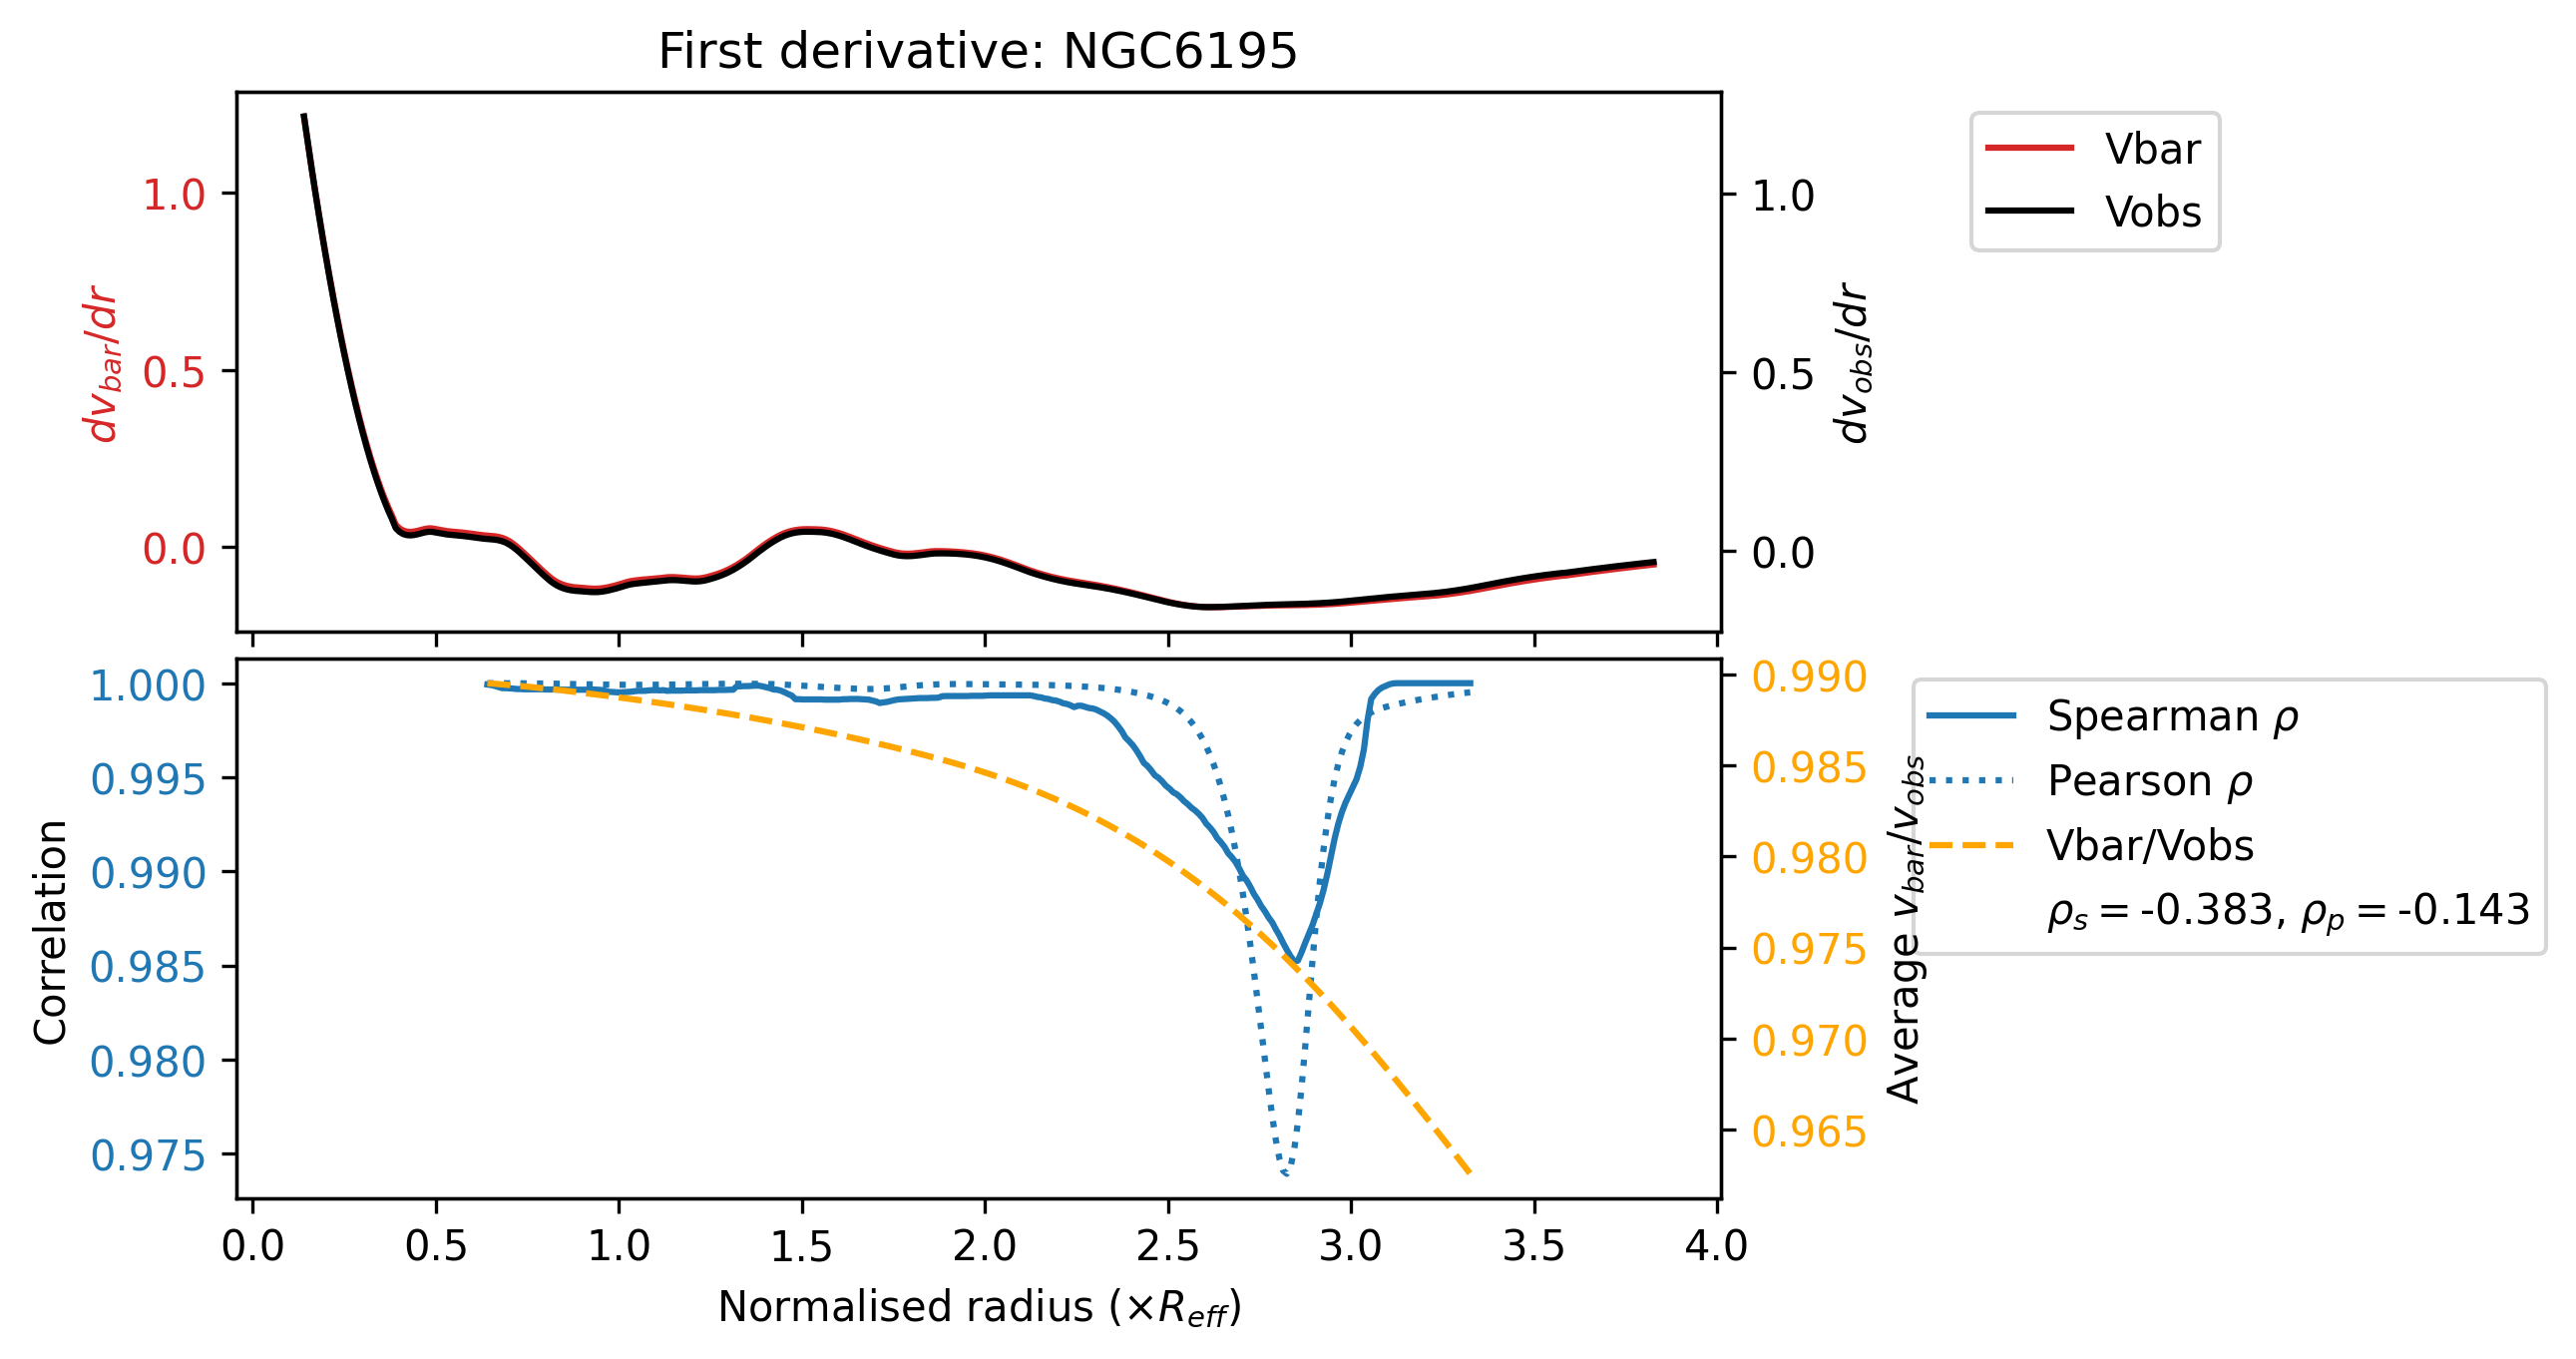 First derivative: NGC6195
1.0
0.5
0.0
dv_bar/dr
1.0
0.5
0.0
dv_obs/dr
Vbar
Vobs
1.000
0.995
0.990
0.985
0.980
0.975
Correlation
0.990
0.985
0.980
0.975
0.970
0.965
Average v_bar/v_obs
Spearman ρ
Pearson ρ
Vbar/Vobs
ρ_s = -0.383, ρ_p = -0.143
0.0 0.5 1.0 1.5 2.0 2.5 3.0 3.5 4.0
Normalised radius (×R_eff)